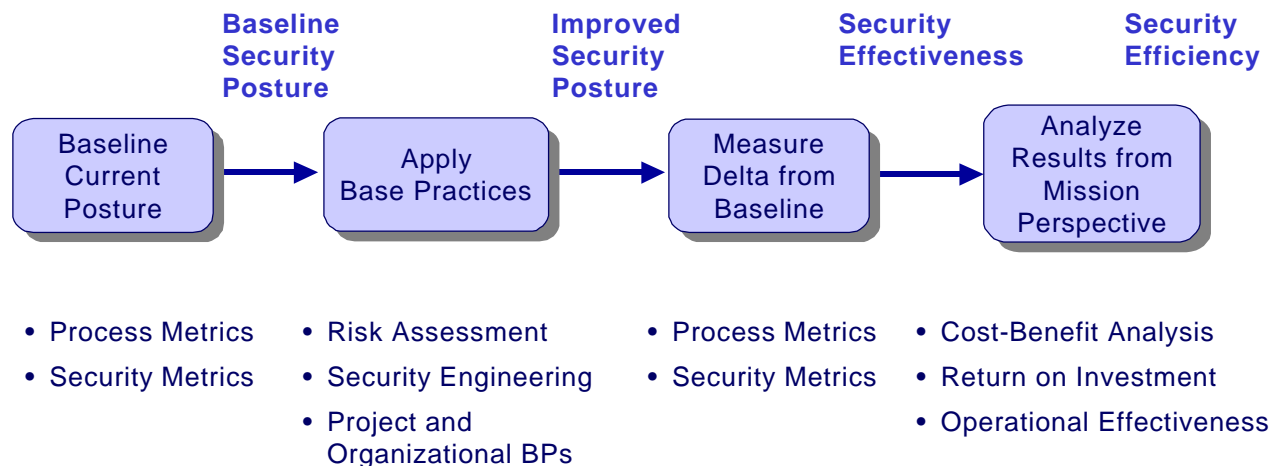 Baseline
Security
Posture
Improved
Security
Posture
Security
Effectiveness
Security
Efficiency
Baseline
Current
Posture
Apply
Base Practices
Measure
Delta from
Baseline
Analyze
Results from
Mission
Perspective
• Process Metrics
• Security Metrics
• Risk Assessment
• Security Engineering
• Project and
Organizational BPs
• Process Metrics
• Security Metrics
• Cost-Benefit Analysis
• Return on Investment
• Operational Effectiveness